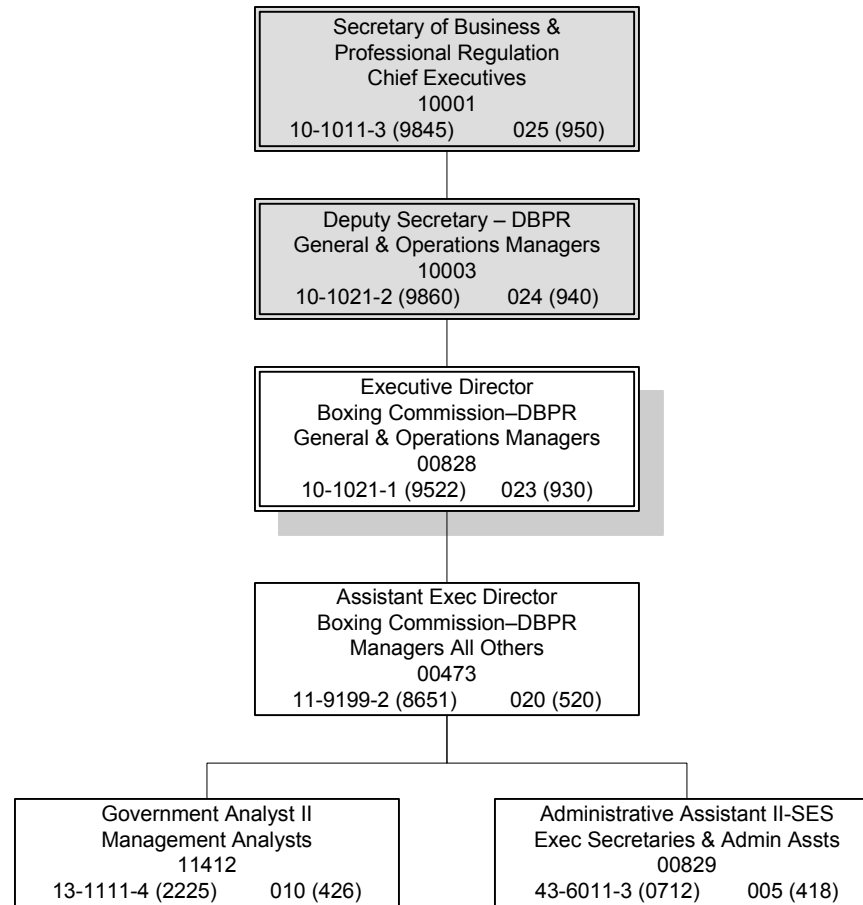 Secretary of Business &
Professional Regulation
Chief Executives
10001
10-1011-3 (9845) 025 (950)
Deputy Secretary – DBPR
General & Operations Managers
10003
10-1021-2 (9860) 024 (940)
Executive Director
Boxing Commission–DBPR
General & Operations Managers
00828
10-1021-1 (9522) 023 (930)
Assistant Exec Director
Boxing Commission–DBPR
Managers All Others
00473
11-9199-2 (8651) 020 (520)
Government Analyst II
Management Analysts
11412
13-1111-4 (2225) 010 (426)
Administrative Assistant II-SES
Exec Secretaries & Admin Assts
00829
43-6011-3 (0712) 005 (418)